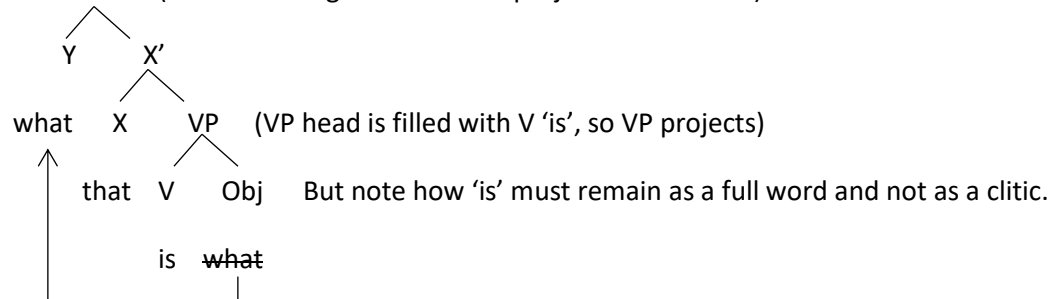 Y X’
what X VP (VP head is filled with V ‘is’, so VP projects)
that V Obj But note how ‘is’ must remain as a full word and not as a clitic.
is what